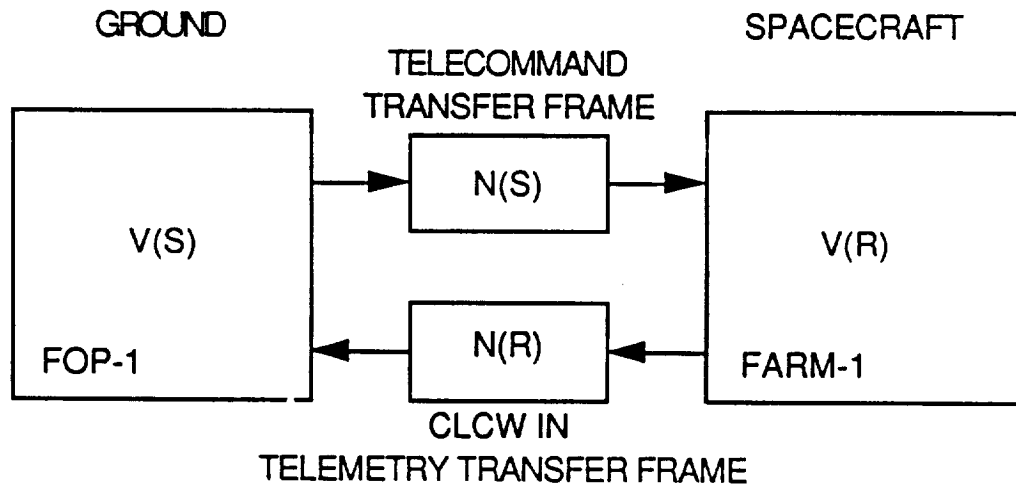 GROUND
SPACECRAFT
TELECOMMAND
TRANSFER FRAME
N(S)
V(S)
V(R)
N(R)
FOP-1
FARM-1
CLCW IN
TELEMETRY TRANSFER FRAME